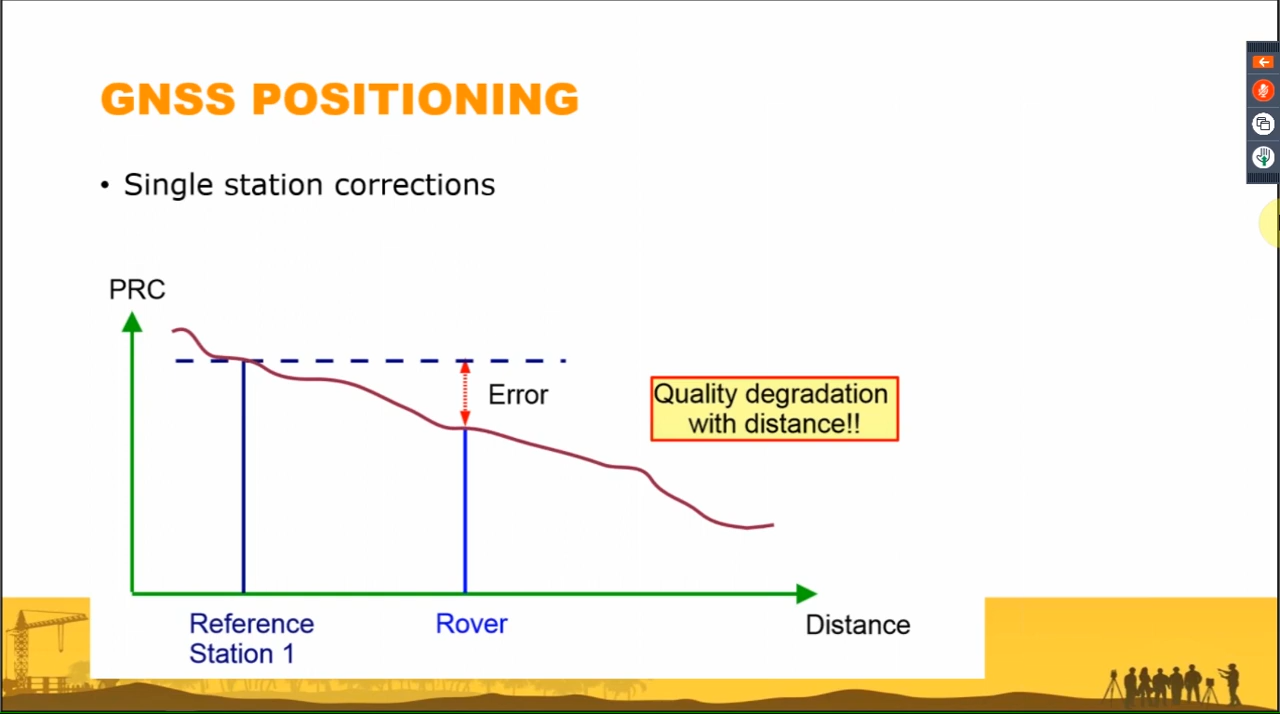 GNSS POSITIONING
• Single station corrections
PRC
Error
Quality degradation
with distance!!
Reference
Station 1
Rover
Distance